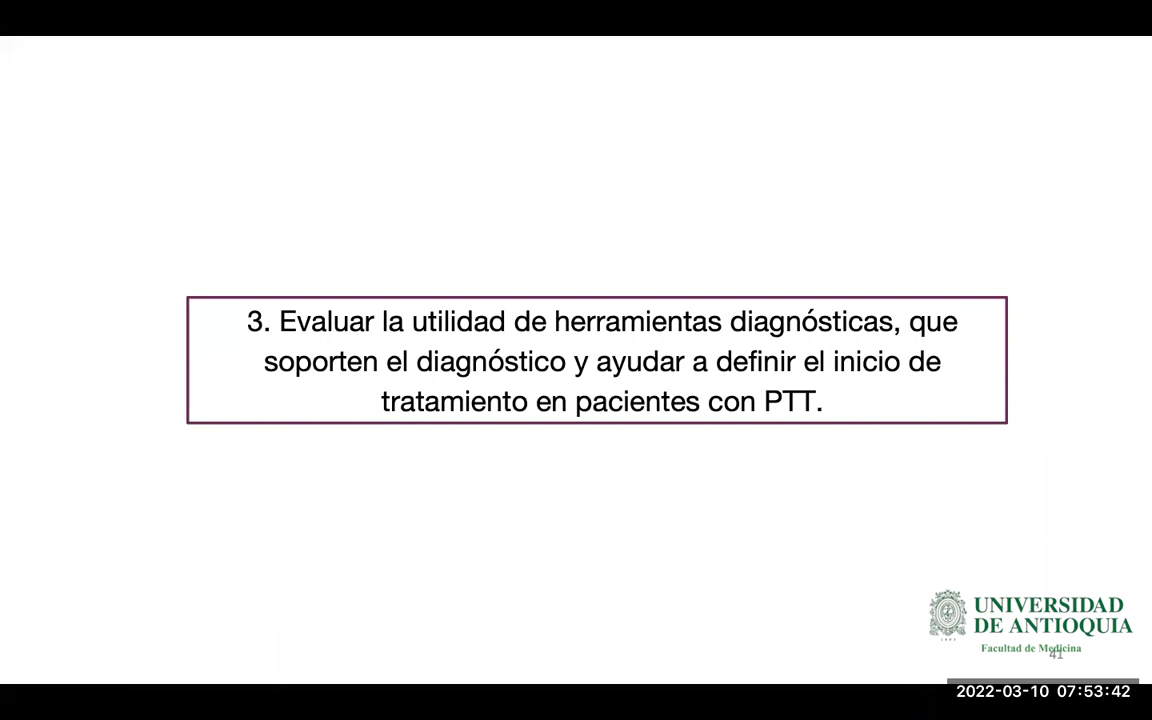 3. Evaluar la utilidad de herramientas diagnósticas, que
soporten el diagnóstico y ayudar a definir el inicio de
tratamiento en pacientes con PTT.
UNIVERSIDAD
DE ANTIOQUIA
Facultad de Medicina
41
2022-03-10 07:53:42